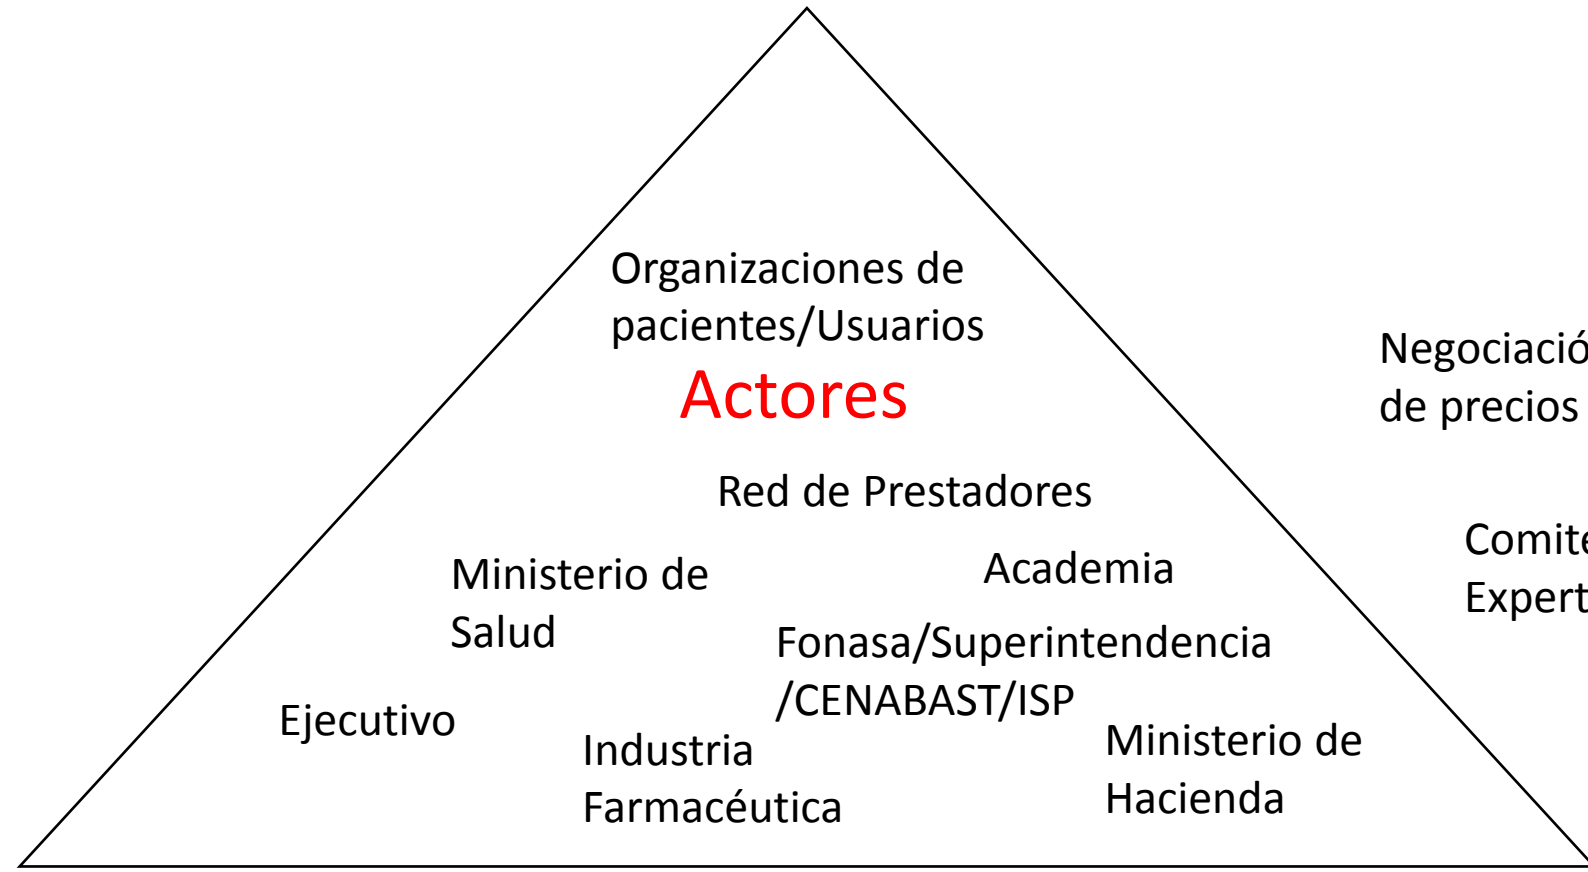 Organizaciones de
pacientes/Usuarios
Actores
Red de Prestadores
Ministerio de
Salud
Academia
Fonasa/Superintendencia
/CENABAST/ISP
Ejecutivo
Industria
Farmacéutica
Ministerio de
Hacienda
Negociació
de precios
Comité
Expert